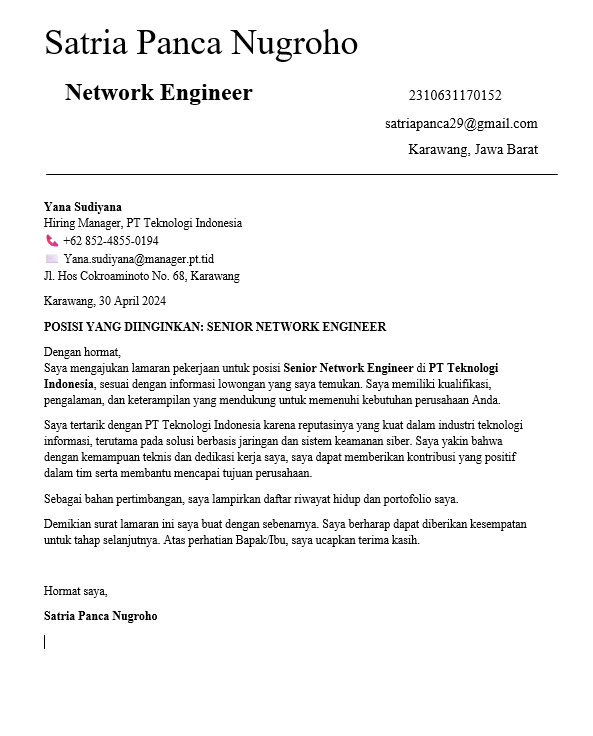 Satria Panca Nugroho
Network Engineer
2310631170152
satriapanca29@gmail.com
Karawang, Jawa Barat
Yana Sudiyana
Hiring Manager, PT Teknologi Indonesia
+62 852-4855-0194
Yana.sudiyana@manager.pt.tid
Jl. Hos Cokroaminoto No. 68, Karawang
Karawang, 30 April 2024
POSISI YANG DIINGINKAN: SENIOR NETWORK ENGINEER
Dengan hormat,
Saya mengajukan lamaran pekerjaan untuk posisi Senior Network Engineer di PT Teknologi
Indonesia, sesuai dengan informasi lowongan yang saya temukan. Saya memiliki kualifikasi,
pengalaman, dan keterampilan yang mendukung untuk memenuhi kebutuhan perusahaan Anda.
Saya tertarik dengan PT Teknologi Indonesia karena reputasinya yang kuat dalam industri teknologi
informasi, terutama pada solusi berbasis jaringan dan sistem keamanan siber. Saya yakin bahwa
dengan kemampuan teknis dan dedikasi kerja saya, saya dapat memberikan kontribusi yang positif
dalam tim serta membantu mencapai tujuan perusahaan.
Sebagai bahan pertimbangan, saya lampirkan daftar riwayat hidup dan portofolio saya.
Demikian surat lamaran ini saya buat dengan sebenarnya. Saya berharap dapat diberikan kesempatan
untuk tahap selanjutnya. Atas perhatian Bapak/Ibu, saya ucapkan terima kasih.
Hormat saya,
Satria Panca Nugroho